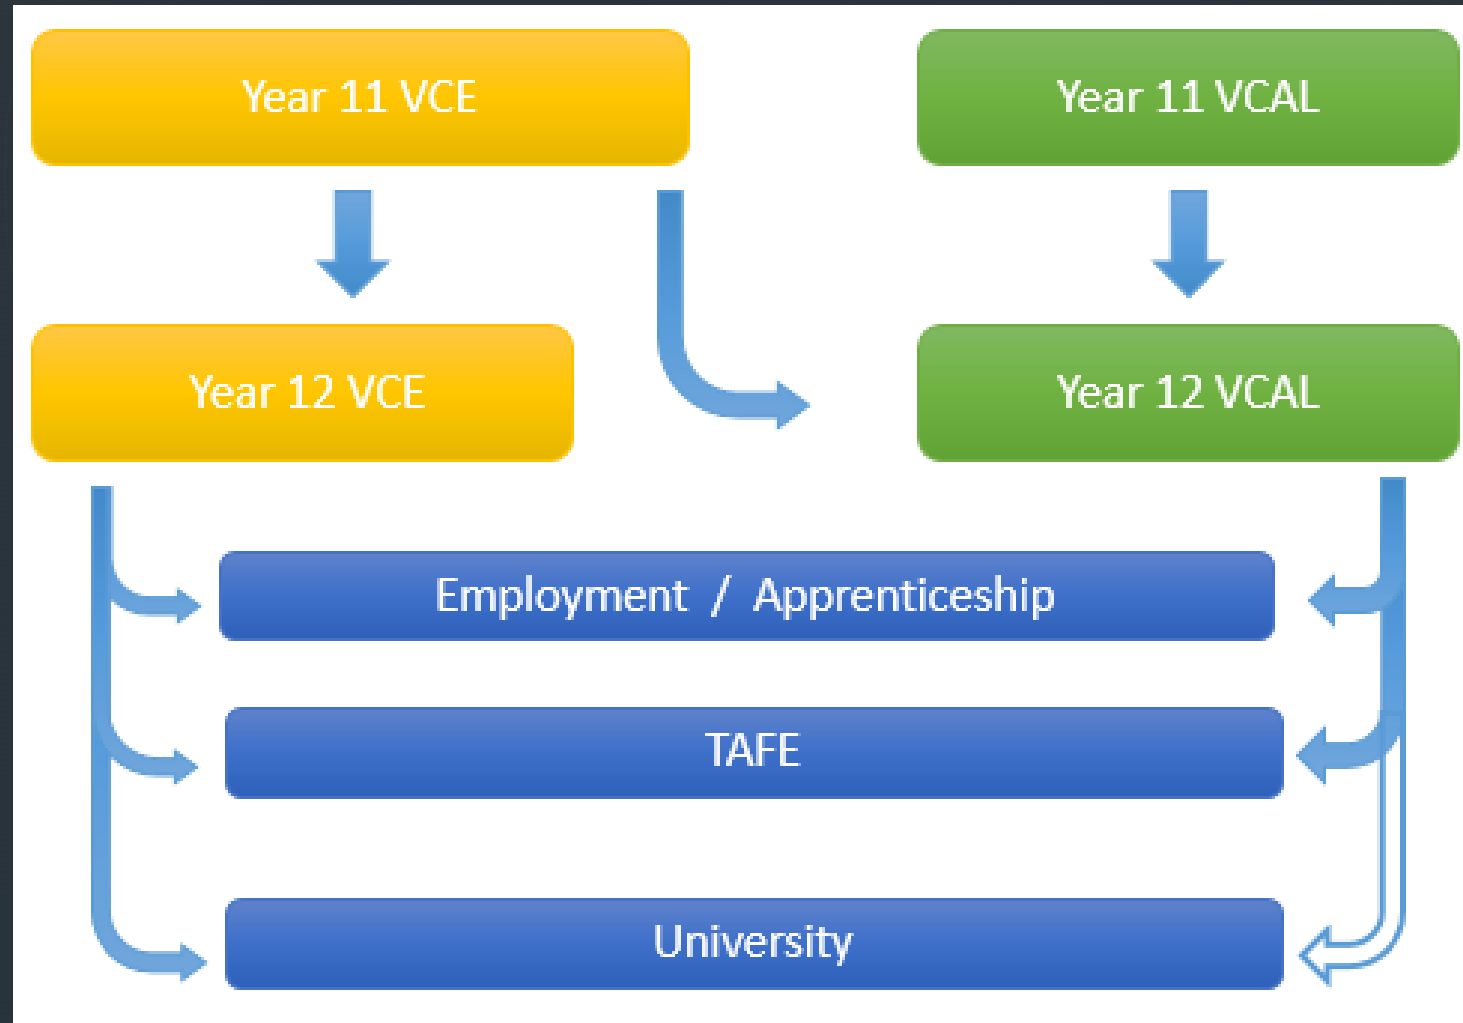 Year 11 VCE
Year 11 VCAL
Year 12 VCE
Year 12 VCAL
Employment / Apprenticeship
TAFE
University